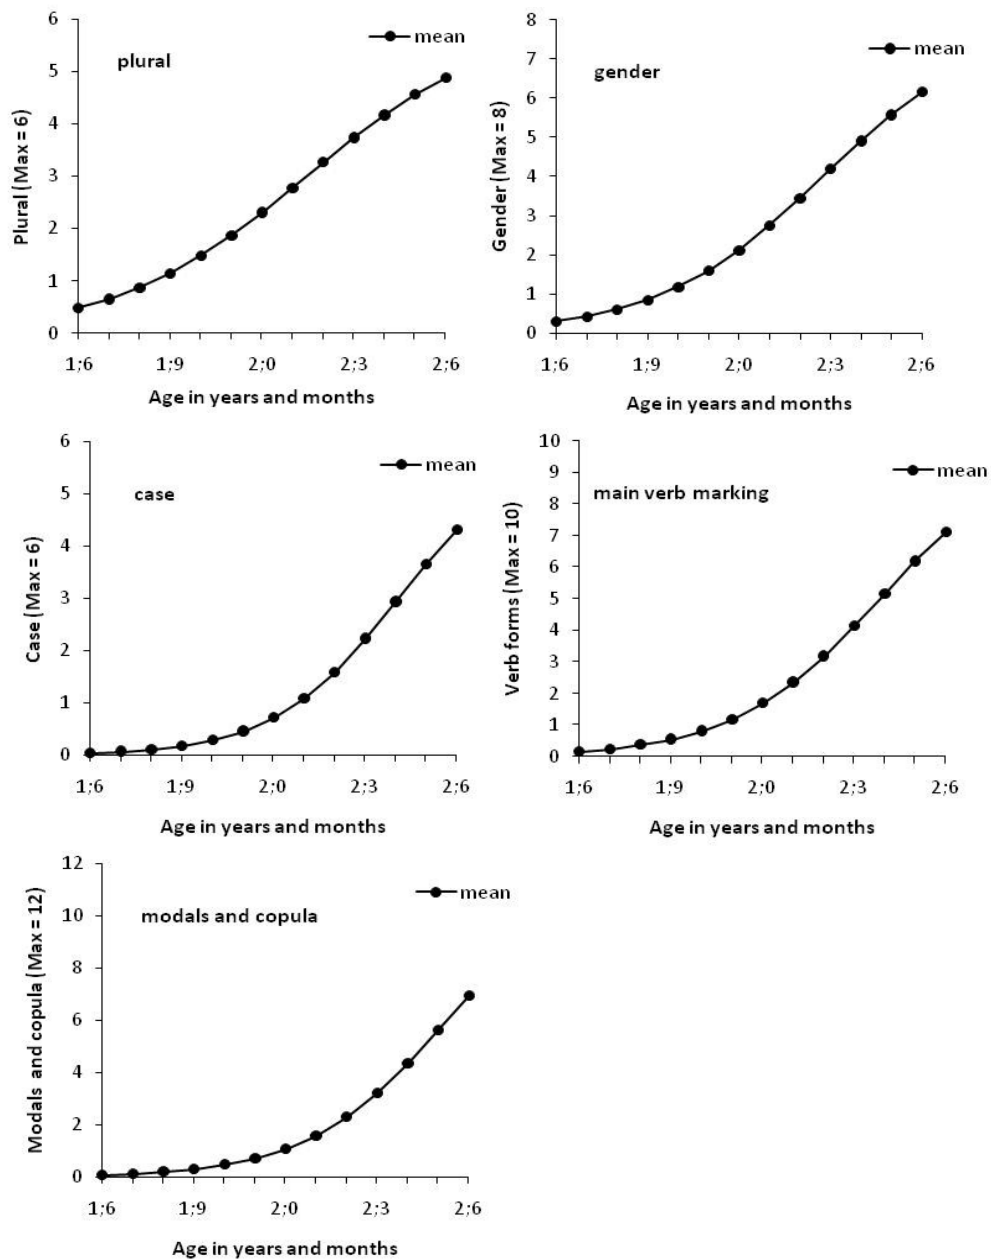 plural
mean
Plural (Max = 6)
6
5
4
3
2
1
0
1;6 1;9 2;0 2;3 2;6
Age in years and months
gender
mean
Gender (Max = 8)
8
7
6
5
4
3
2
1
0
1;6 1;9 2;0 2;3 2;6
Age in years and months
case
mean
Case (Max = 6)
6
5
4
3
2
1
0
1;6 1;9 2;0 2;3 2;6
Age in years and months
main verb marking
mean
Verb forms (Max = 10)
10
9
8
7
6
5
4
3
2
1
0
1;6 1;9 2;0 2;3 2;6
Age in years and months
modals and copula
mean
Modals and copula (Max = 12)
12
10
8
6
4
2
0
1;6 1;9 2;0 2;3 2;6
Age in years and months